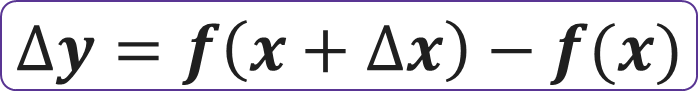 Δy = f(x + Δx) − f(x)